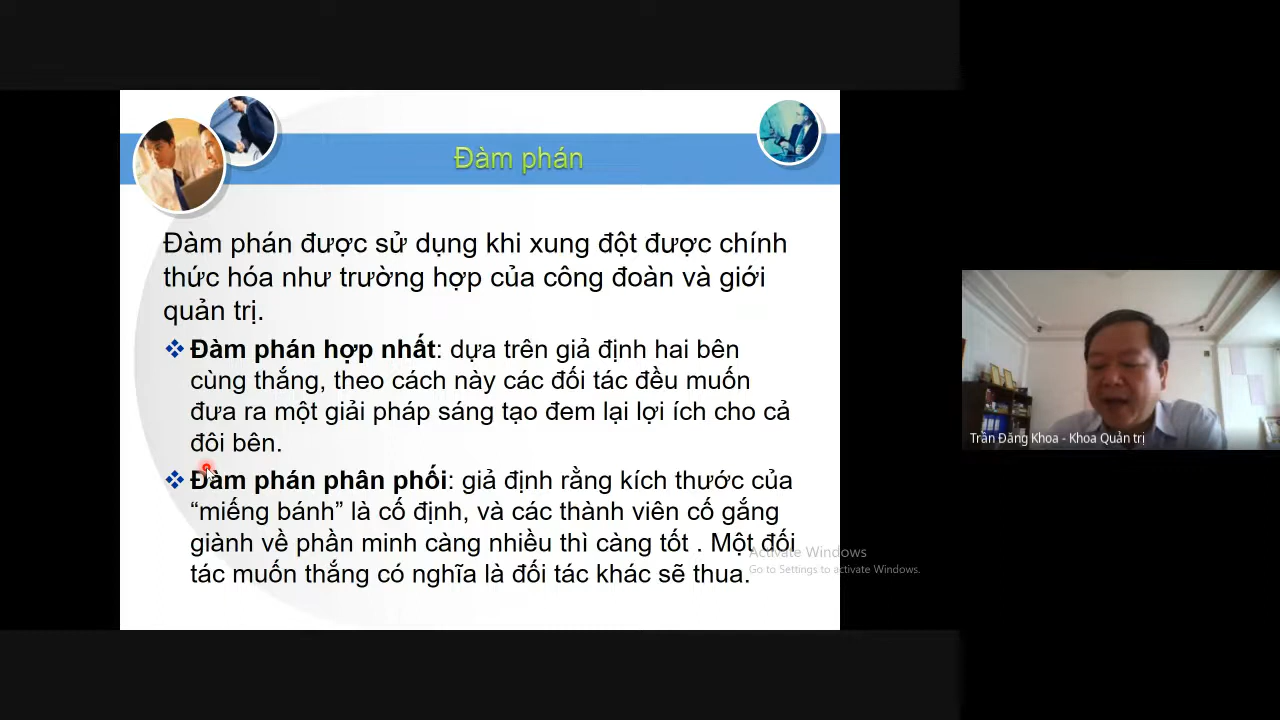 Đàm phán
Đàm phán được sử dụng khi xung đột được chính
thức hóa như trường hợp của công đoàn và giới
quản trị.
Đàm phán hợp nhất: dựa trên giả định hai bên
cùng thắng, theo cách này các đối tác đều muốn
đưa ra một giải pháp sáng tạo đem lại lợi ích cho cả
đôi bên.
Đàm phán phân phối: giả định rằng kích thước của
“miếng bánh” là cố định, và các thành viên cố gắng
giành về phần minh càng nhiều thì càng tốt . Một đối
tác muốn thắng có nghĩa là đối tác khác sẽ thua.
Activate Windows
Go to Settings to activate Windows.
Trần Đăng Khoa - Khoa Quản trị